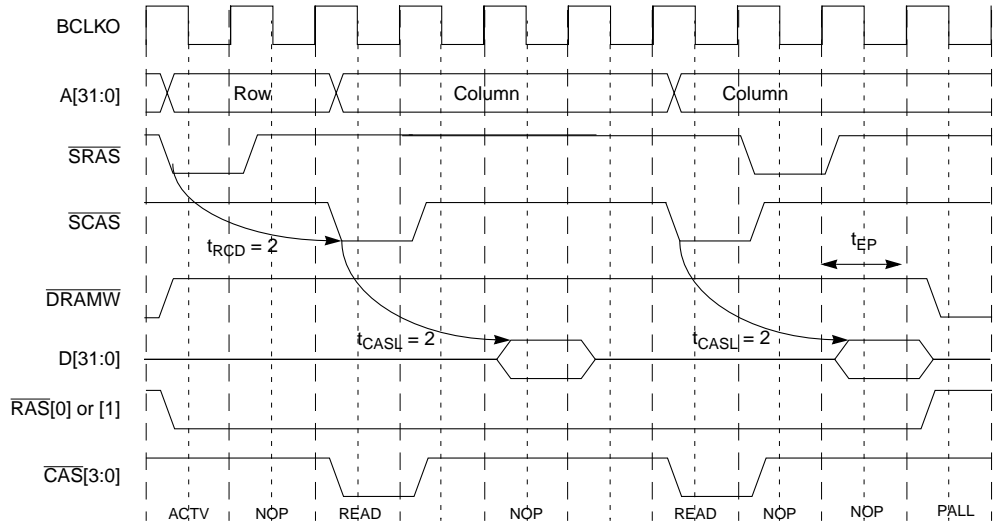 BCLKO
A[31:0] Row Column Column
SRAS
SCAS
tRCD = 2 tEP
DRAMW
tCASL = 2 tCASL = 2
D[31:0]
RAS[0] or [1]
CAS[3:0]
ACTV NOP READ NOP READ NOP NOP PALL